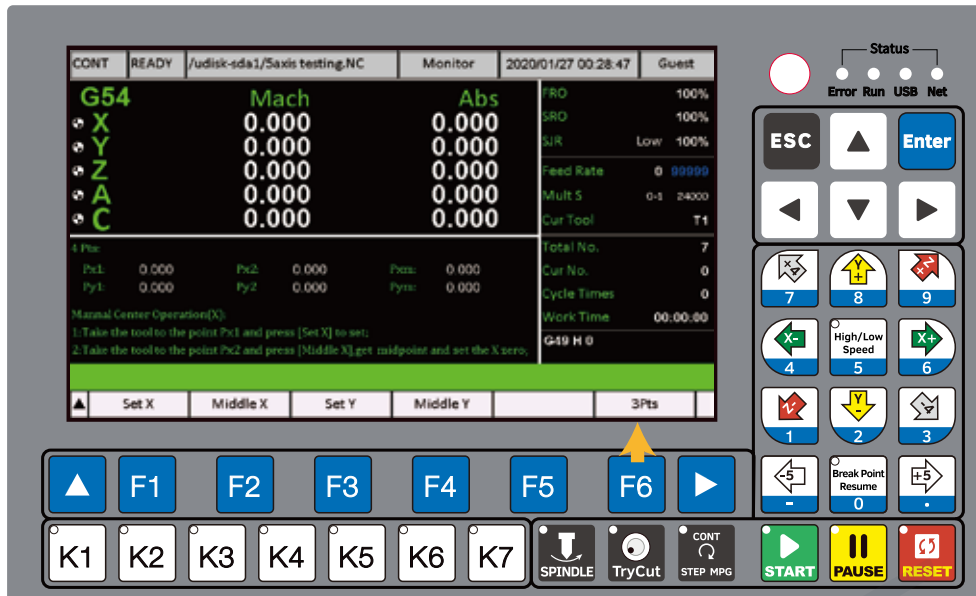 CONT READY /udisk-sda1/5axis testing.NC Monitor 2020/01/27 00:28:47 Guest
G54 Mach Abs
X 0.000 0.000
Y 0.000 0.000
Z 0.000 0.000
A 0.000 0.000
C 0.000 0.000
FRO 100%
SRO 100%
SJR Low 100%
Feed Rate 0 99999
Mult S 0-1 24000
Cur Tool T1
Total No. 7
Cur No. 0
Cycle Times 0
Work Time 00:00:00
G49 H 0
4 Pts:
Px1: 0.000 Px2: 0.000 Pxm: 0.000
Py1: 0.000 Py2 0.000 Pym: 0.000
Manual Center Operation(X):
1:Take the tool to the point Px1 and press [Set X] to set;
2:Take the tool to the point Px2 and press [Middle X],get midpoint and set the X zero;
Set X Middle X Set Y Middle Y 3Pts
Status
Error Run USB Net
ESC Enter
7
Y+
8
Z+
9
X-
4
High/Low
Speed
5
X+
6
Z-
1
Y-
2
-4
3
-5
-
Break Point
Resume
0
+5
.
F1 F2 F3 F4 F5 F6
K1 K2 K3 K4 K5 K6 K7
SPINDLE
TryCut
CONT
STEP MPG
START
PAUSE
RESET